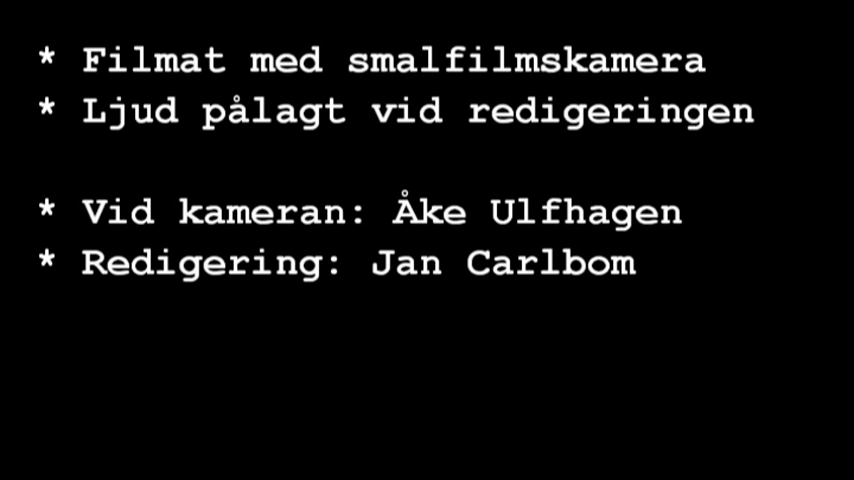 * Filmat med smalfilmskamera
* Ljud pålagt vid redigeringen
* Vid kameran: Åke Ulfhagen
* Redigering: Jan Carlbom